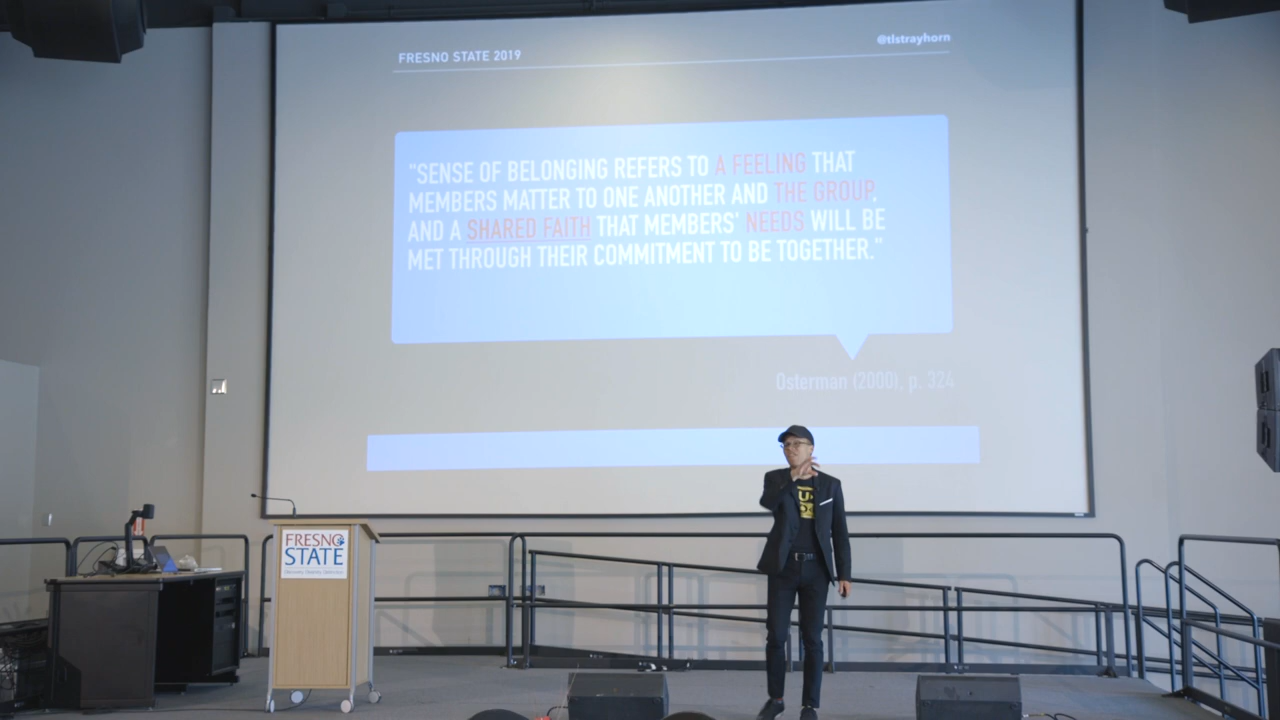 FRESNO STATE 2019
@tlstrayhorn
"SENSE OF BELONGING REFERS TO A FEELING THAT
MEMBERS MATTER TO ONE ANOTHER AND THE GROUP,
AND A SHARED FAITH THAT MEMBERS' NEEDS WILL BE
MET THROUGH THEIR COMMITMENT TO BE TOGETHER."
Osterman (2000), p. 324
FRESNO
STATE